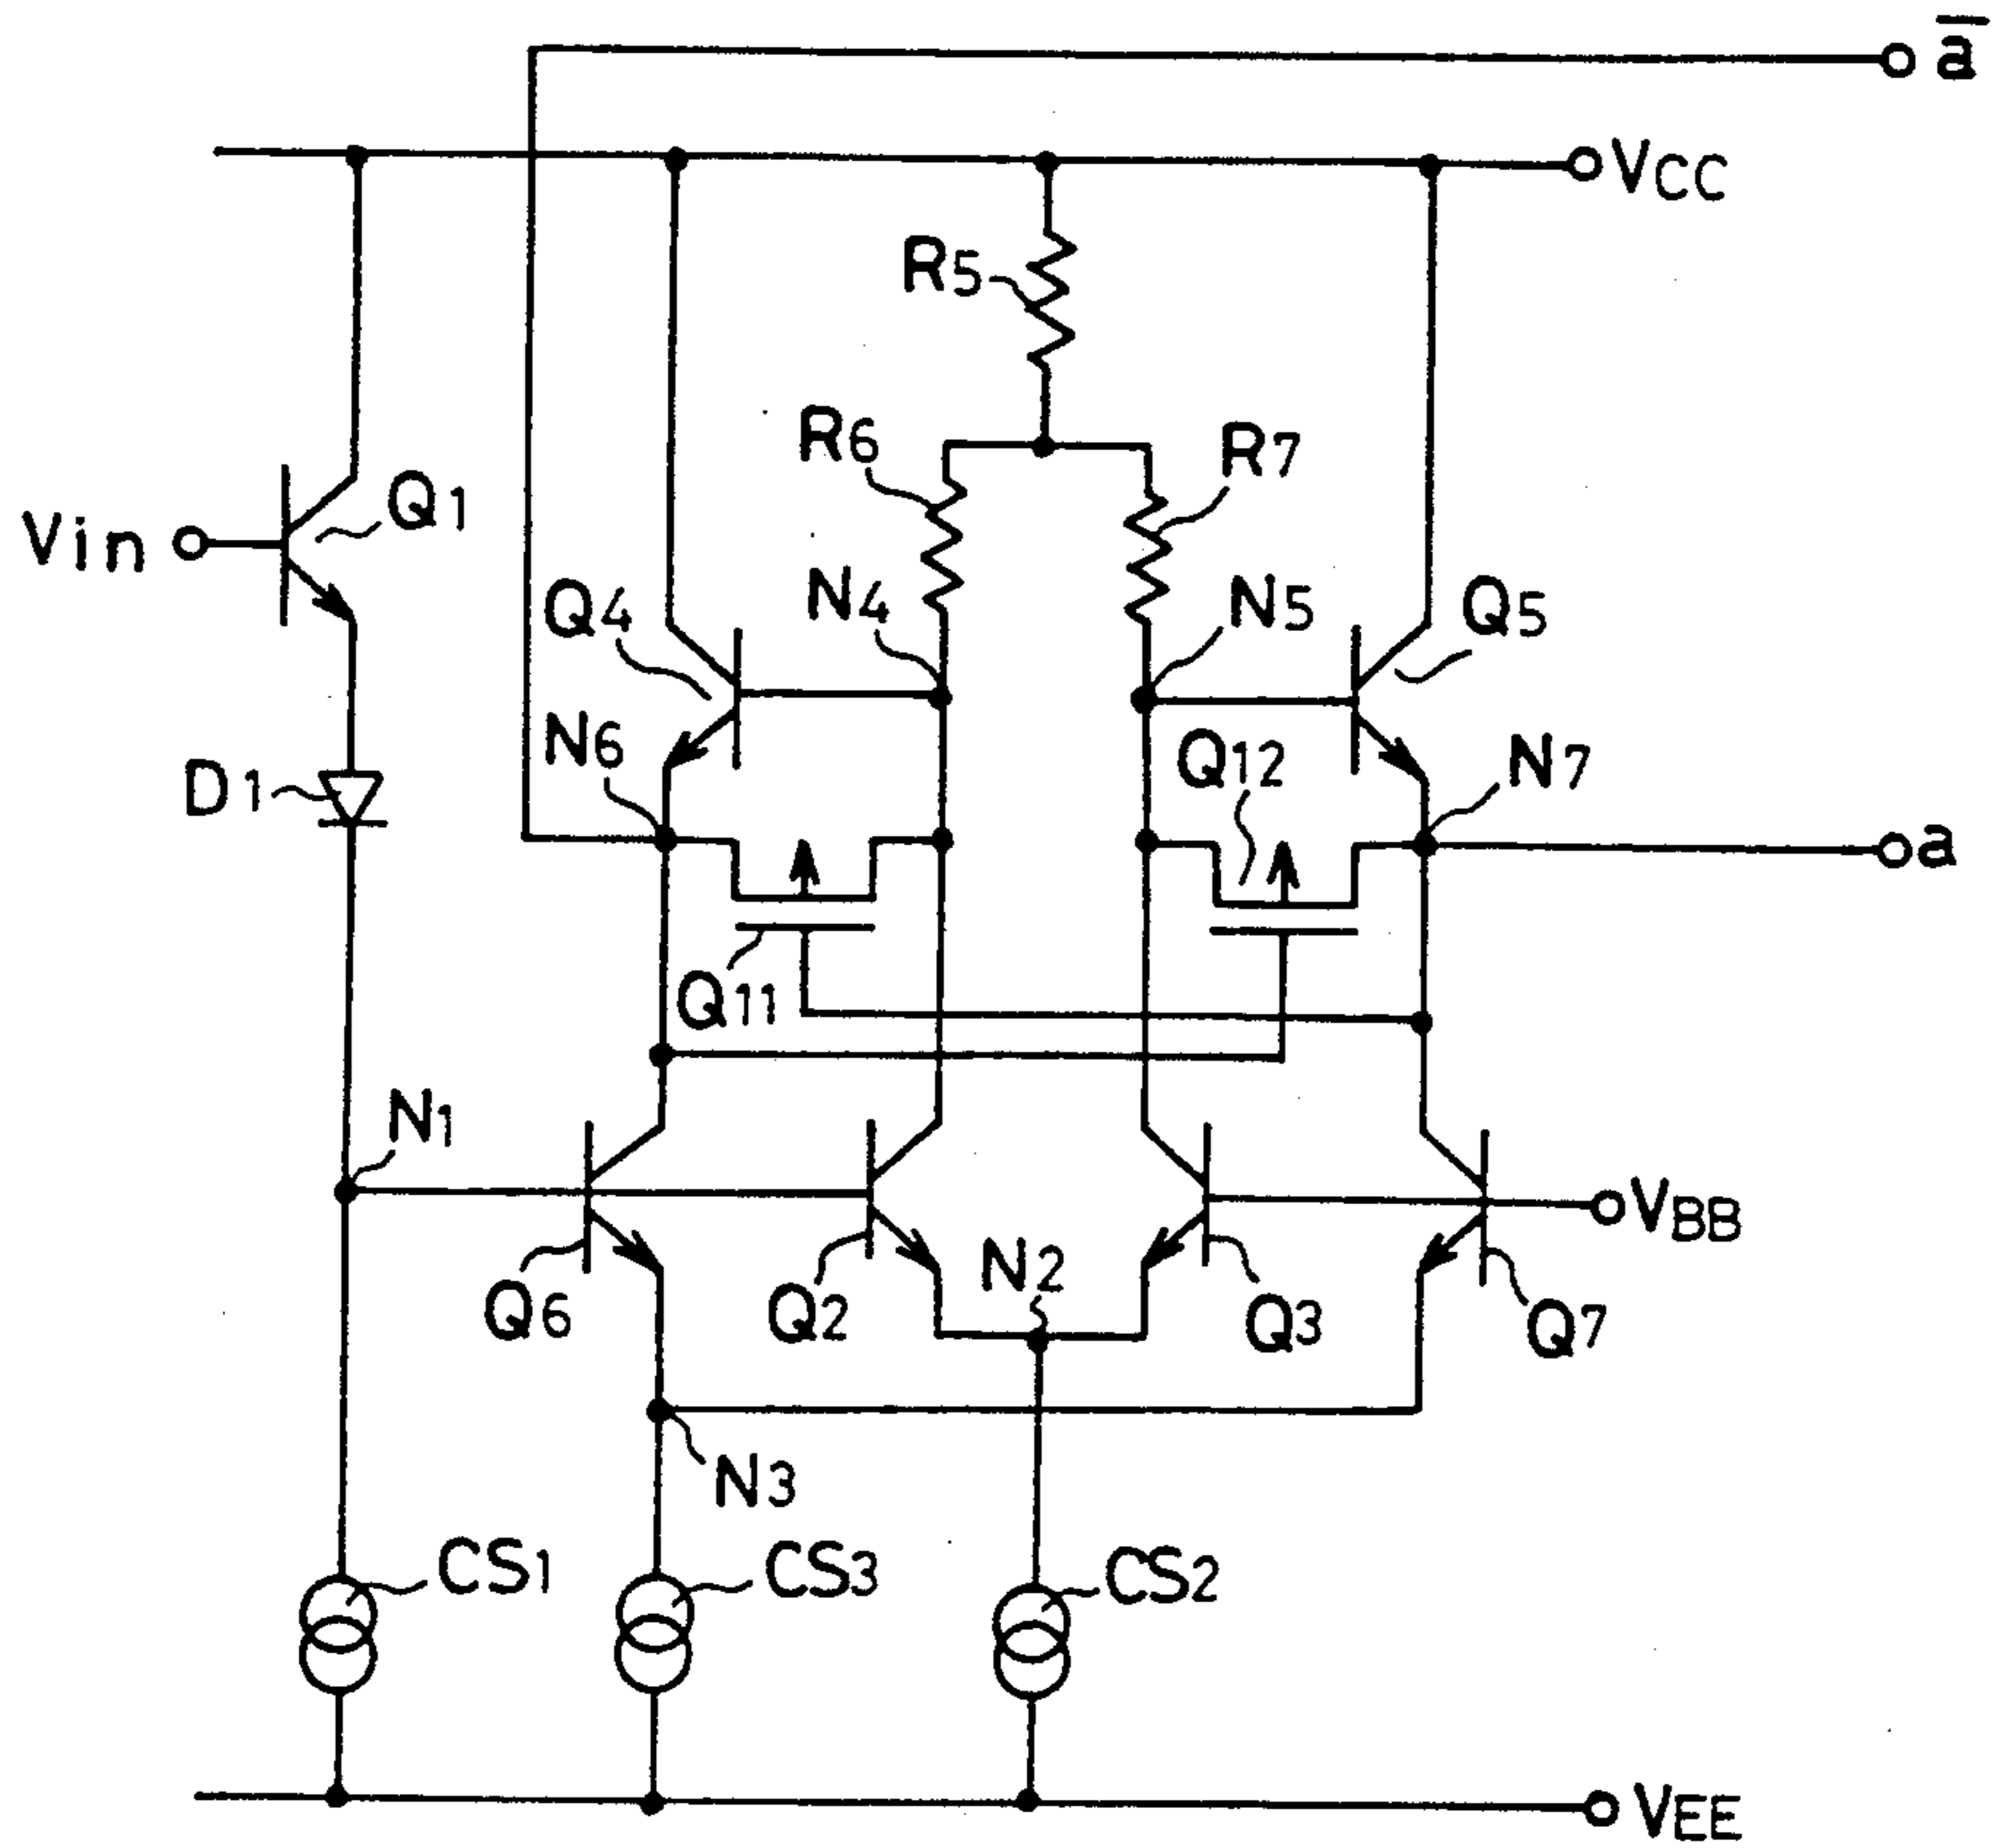 a̅
VCC
R5
R6
R7
Q1
Vin
Q4
N4
N5
Q5
N6
Q12
N7
D1
a
Q11
N1
VBB
N2
Q6
Q2
Q3
Q7
N3
CS1
CS3
CS2
VEE